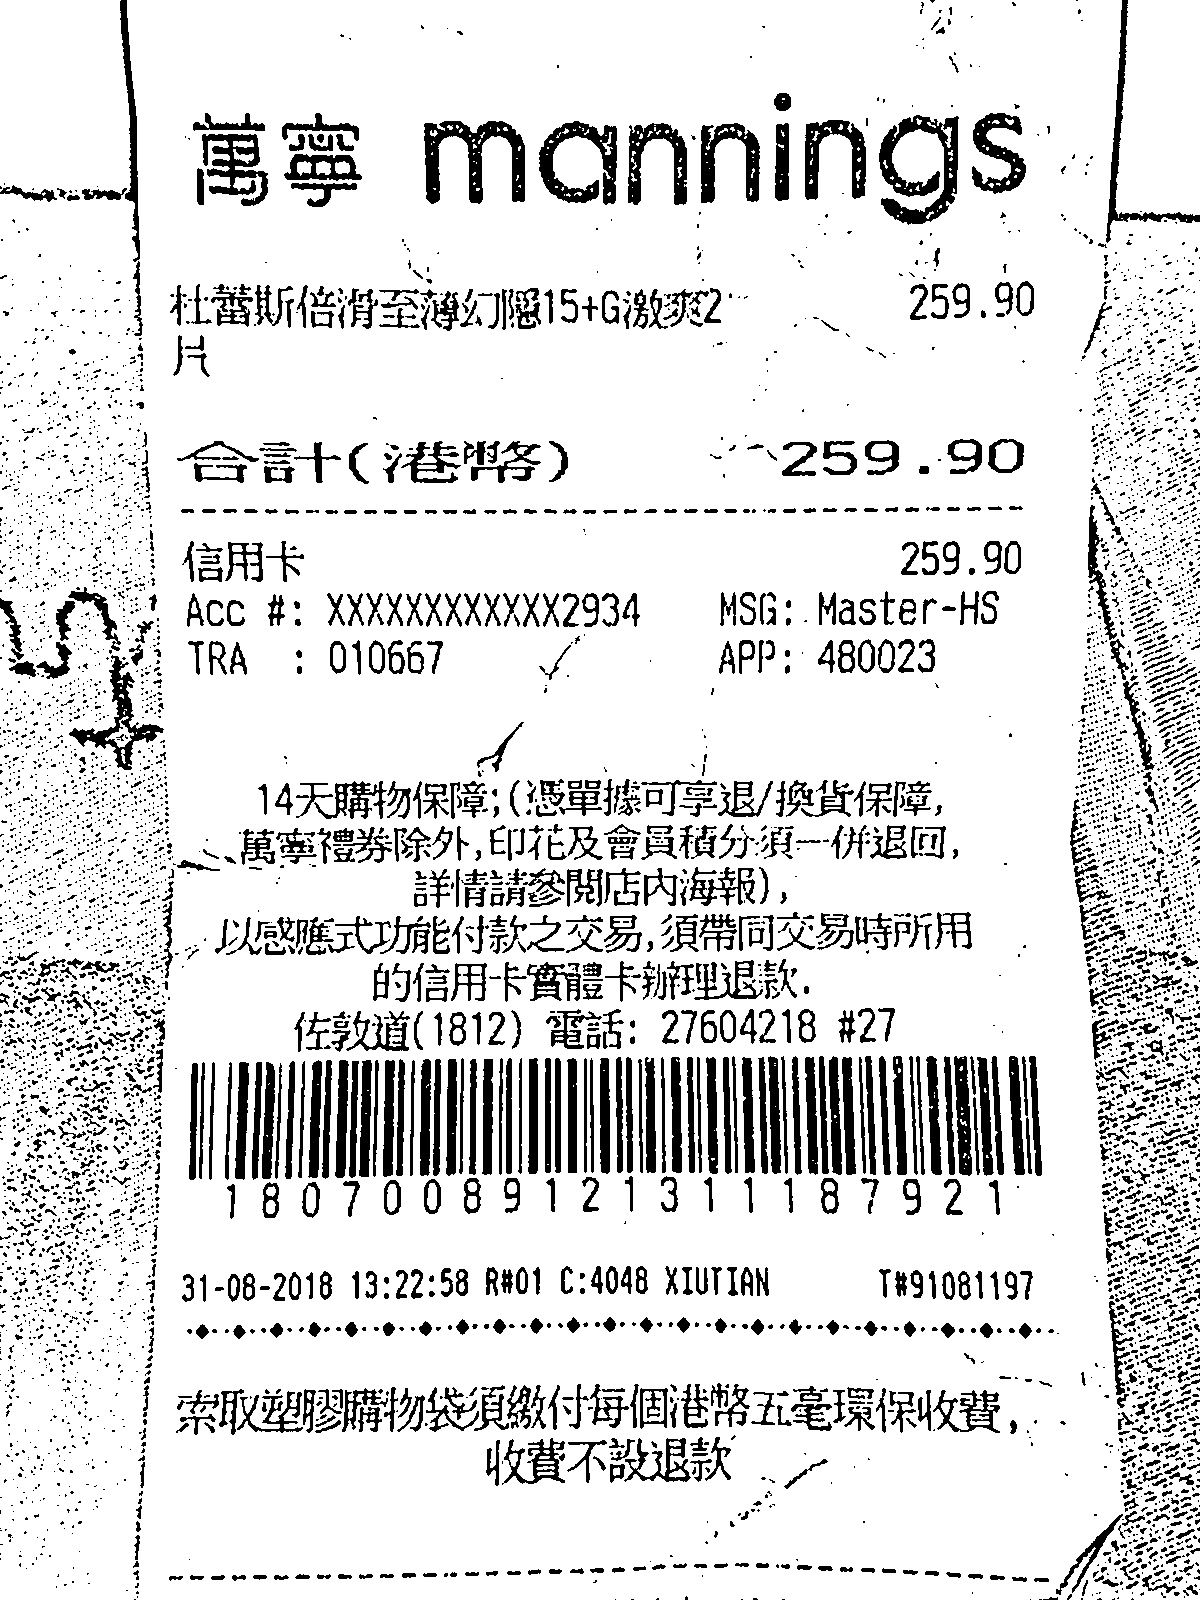 萬寧 mannings
杜蕾斯倍滑至薄幻隱15+G激爽2 259.90
片
合計(港幣) 259.90
信用卡 259.90
Acc #: XXXXXXXXXXXX2934 MSG: Master-HS
TRA : 010667 APP: 480023
14天購物保障;(憑單據可享退/換貨保障,
萬寧禮券除外,印花及會員積分須一併退回,
詳情請參閱店內海報),
以感應式功能付款之交易,須帶同交易時所用
的信用卡實體卡辦理退款.
佐敦道(1812) 電話: 27604218 #27
18070089121311187921
31-08-2018 13:22:58 R#01 C:4048 XIUTIAN T#91081197
索取塑膠購物袋須繳付每個港幣五毫環保收費,
收費不設退款